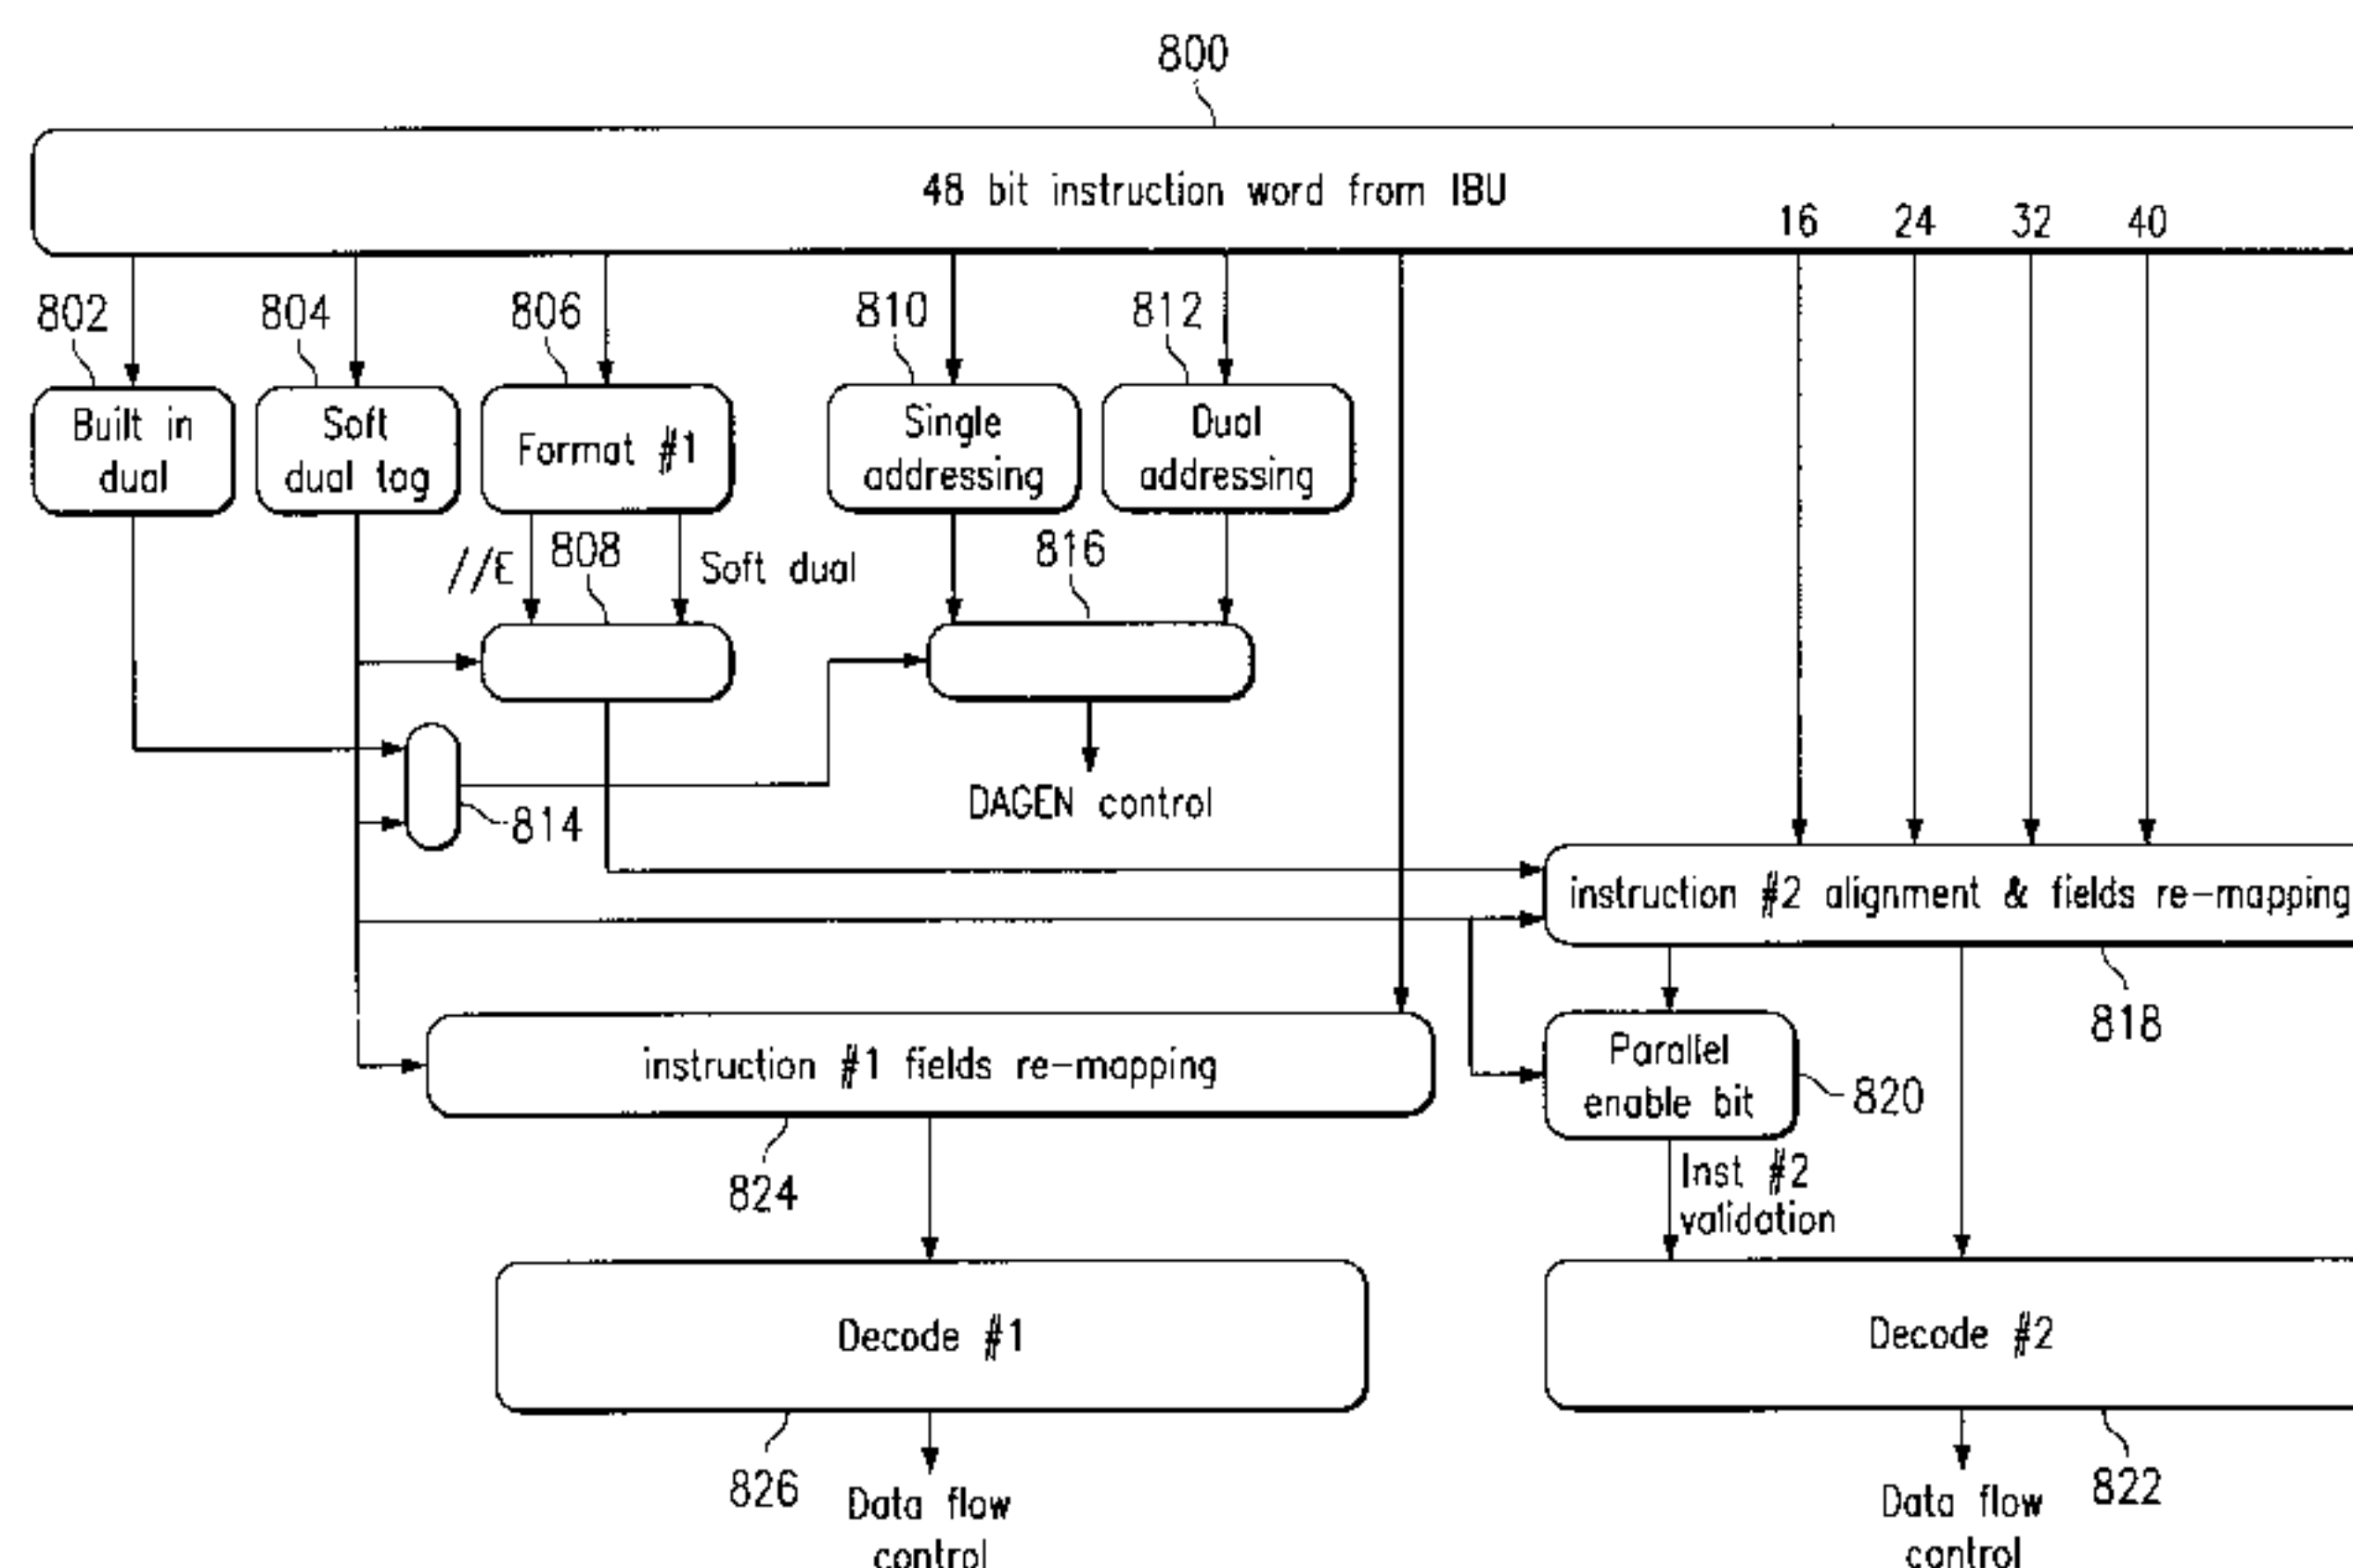 800
48 bit instruction word from IBU
16 24 32 40
802 804 806 810 812
Built in
dual
Soft
dual tag
Format #1
Single
addressing
Dual
addressing
//E 808 Soft dual 816
814
DAGEN control
instruction #2 alignment & fields re-mapping
818
instruction #1 fields re-mapping
Parallel
enable bit
820
824
Inst #2
validation
Decode #1
Decode #2
826
822
Data flow
control
Data flow
control